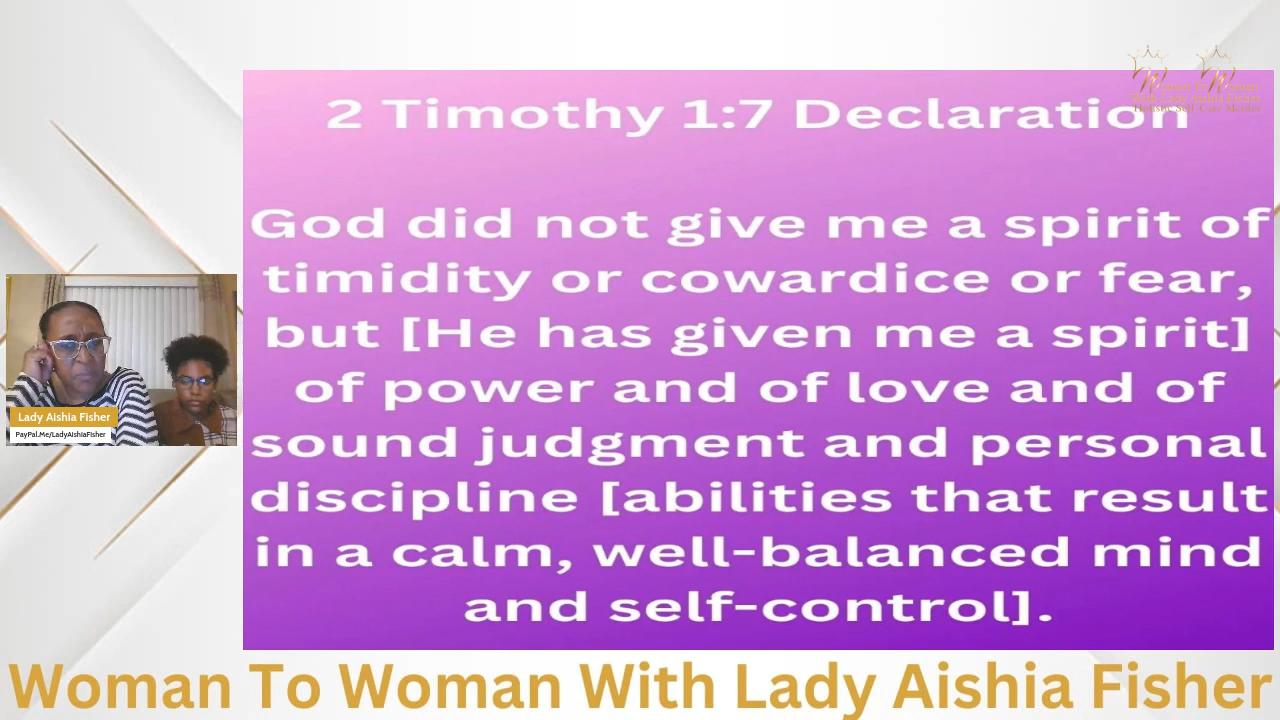 2 Timothy 1:7 Declaration
God did not give me a spirit of
timidity or cowardice or fear,
but [He has given me a spirit]
of power and of love and of
sound judgment and personal
discipline [abilities that result
in a calm, well-balanced mind
and self-control].
Lady Aishia Fisher
PayPal.Me/LadyAishiaFisher
Woman To Woman With Lady Aishia Fisher